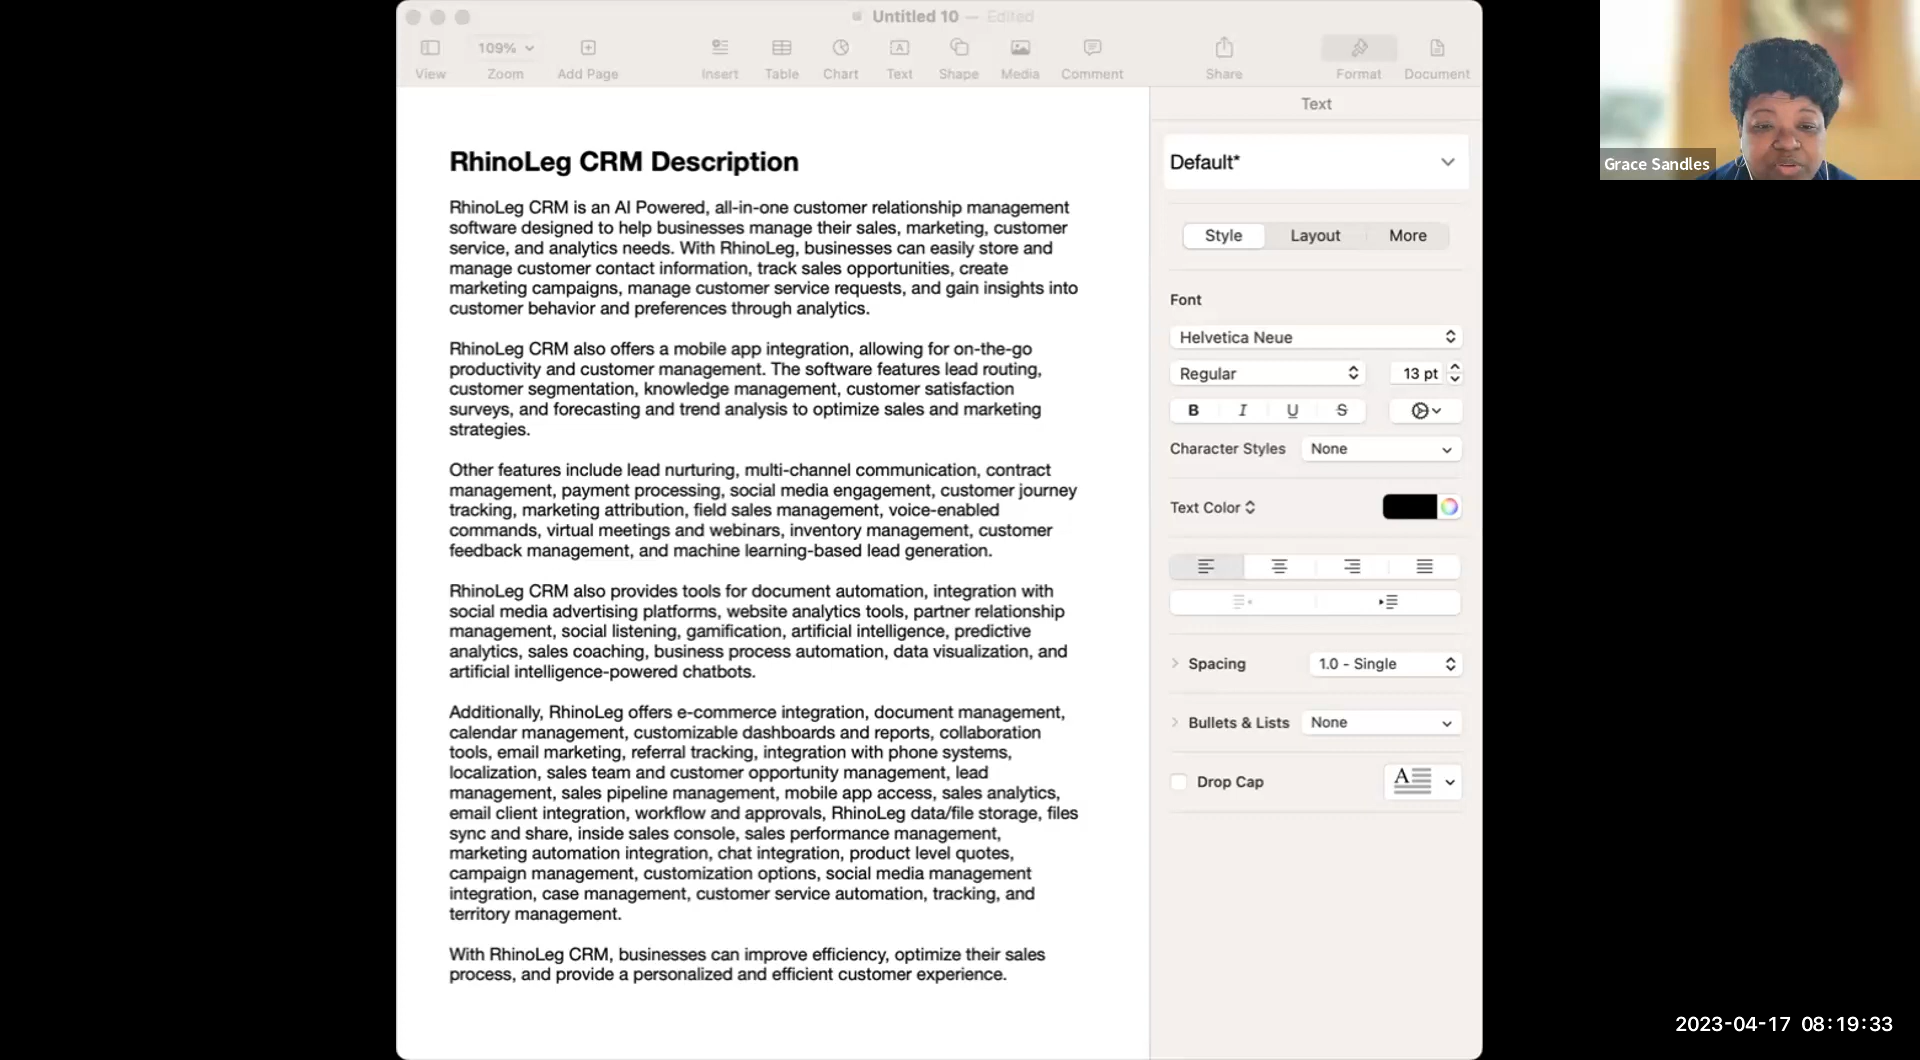 Untitled 10 — Edited
109%
View
Zoom
Add Page
Insert
Table
Chart
Text
Shape
Media
Comment
Share
Format
Document
RhinoLeg CRM Description
RhinoLeg CRM is an AI Powered, all-in-one customer relationship management
software designed to help businesses manage their sales, marketing, customer
service, and analytics needs. With RhinoLeg, businesses can easily store and
manage customer contact information, track sales opportunities, create
marketing campaigns, manage customer service requests, and gain insights into
customer behavior and preferences through analytics.
RhinoLeg CRM also offers a mobile app integration, allowing for on-the-go
productivity and customer management. The software features lead routing,
customer segmentation, knowledge management, customer satisfaction
surveys, and forecasting and trend analysis to optimize sales and marketing
strategies.
Other features include lead nurturing, multi-channel communication, contract
management, payment processing, social media engagement, customer journey
tracking, marketing attribution, field sales management, voice-enabled
commands, virtual meetings and webinars, inventory management, customer
feedback management, and machine learning-based lead generation.
RhinoLeg CRM also provides tools for document automation, integration with
social media advertising platforms, website analytics tools, partner relationship
management, social listening, gamification, artificial intelligence, predictive
analytics, sales coaching, business process automation, data visualization, and
artificial intelligence-powered chatbots.
Additionally, RhinoLeg offers e-commerce integration, document management,
calendar management, customizable dashboards and reports, collaboration
tools, email marketing, referral tracking, integration with phone systems,
localization, sales team and customer opportunity management, lead
management, sales pipeline management, mobile app access, sales analytics,
email client integration, workflow and approvals, RhinoLeg data/file storage, files
sync and share, inside sales console, sales performance management,
marketing automation integration, chat integration, product level quotes,
campaign management, customization options, social media management
integration, case management, customer service automation, tracking, and
territory management.
With RhinoLeg CRM, businesses can improve efficiency, optimize their sales
process, and provide a personalized and efficient customer experience.
Text
Default*
Style
Layout
More
Font
Helvetica Neue
Regular
13 pt
B
I
U
S
Character Styles
None
Text Color
Spacing
1.0 - Single
Bullets & Lists
None
Drop Cap
A
Grace Sandles
2023-04-17 08:19:33